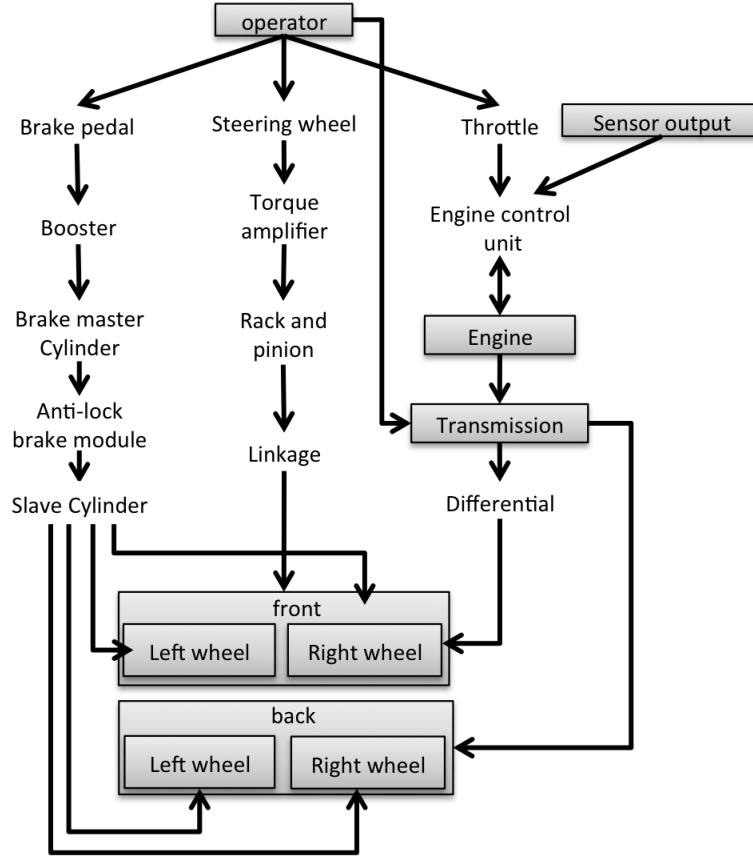 operator
Brake pedal
Steering wheel
Throttle
Sensor output
Booster
Torque
amplifier
Engine control
unit
Brake master
Cylinder
Rack and
pinion
Engine
Anti-lock
brake module
Linkage
Transmission
Slave Cylinder
Differential
front
Left wheel
Right wheel
back
Left wheel
Right wheel